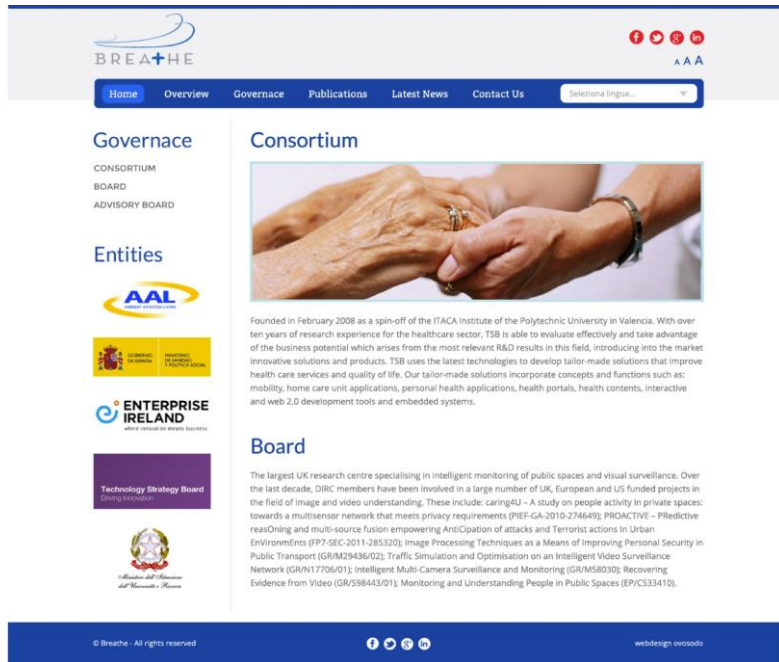 BREATHE
A A A
Home Overview Governace Publications Latest News Contact Us Seleziona lingua...
Governace
CONSORTIUM
BOARD
ADVISORY BOARD
Entities
AAL
AMBIENT ASSISTED LIVING
GOBIERNO
DE ESPAÑA
MINISTERIO
DE SANIDAD
Y POLÍTICA SOCIAL
ENTERPRISE
IRELAND
where innovation means business
Technology Strategy Board
Driving Innovation
Ministero dell'Istruzione
dell'Università e Ricerca
Consortium
Founded in February 2008 as a spin-off of the ITACA Institute of the Polytechnic University in Valencia. With over
ten years of research experience for the healthcare sector, TSB is able to evaluate effectively and take advantage
of the business potential which arises from the most relevant R&D results in this field, introducing into the market
innovative solutions and products. TSB uses the latest technologies to develop tailor-made solutions that improve
health care services and quality of life. Our tailor-made solutions incorporate concepts and functions such as:
mobility, home care unit applications, personal health applications, health portals, health contents, interactive
and web 2.0 development tools and embedded systems.
Board
The largest UK research centre specialising in intelligent monitoring of public spaces and visual surveillance. Over
the last decade, DIRC members have been involved in a large number of UK, European and US funded projects in
the field of image and video understanding. These include: caring4U – A study on people activity in private spaces:
towards a multisensor network that meets privacy requirements (PIEF-GA-2010-274649); PROACTIVE – PRedictive
reasOning and multi-source fusion empowering AntiCipation of attacks and Terrorist actions In Urban
EnVironmEnts (FP7-SEC-2011-285320); Image Processing Techniques as a Means of Improving Personal Security in
Public Transport (GR/M29436/02); Traffic Simulation and Optimisation on an Intelligent Video Surveillance
Network (GR/N17706/01); Intelligent Multi-Camera Surveillance and Monitoring (GR/M58030); Recovering
Evidence from Video (GR/S98443/01); Monitoring and Understanding People in Public Spaces (EP/C533410).
© Breathe - All rights reserved
webdesign ovosodo